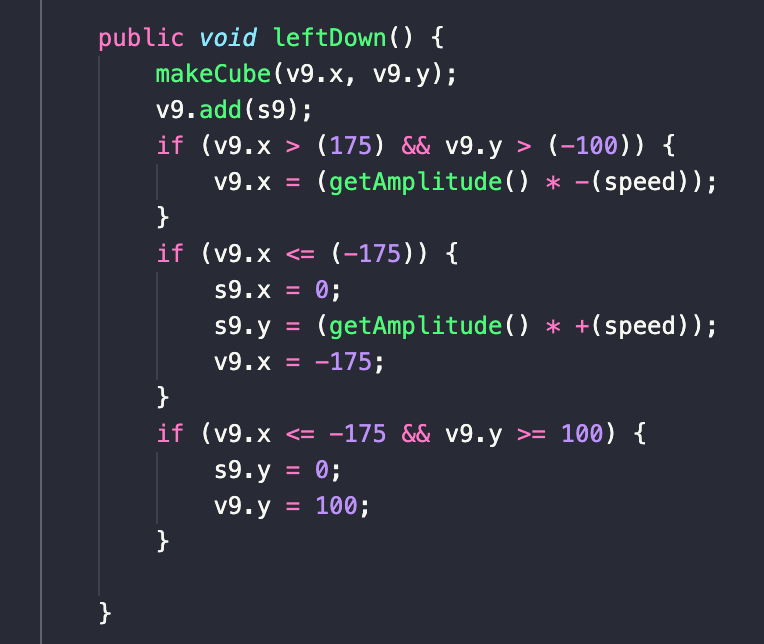 public void leftDown() {
makeCube(v9.x, v9.y);
v9.add(s9);
if (v9.x > (175) && v9.y > (-100)) {
v9.x = (getAmplitude() * -(speed));
}
if (v9.x <= (-175)) {
s9.x = 0;
s9.y = (getAmplitude() * +(speed));
v9.x = -175;
}
if (v9.x <= -175 && v9.y >= 100) {
s9.y = 0;
v9.y = 100;
}
}